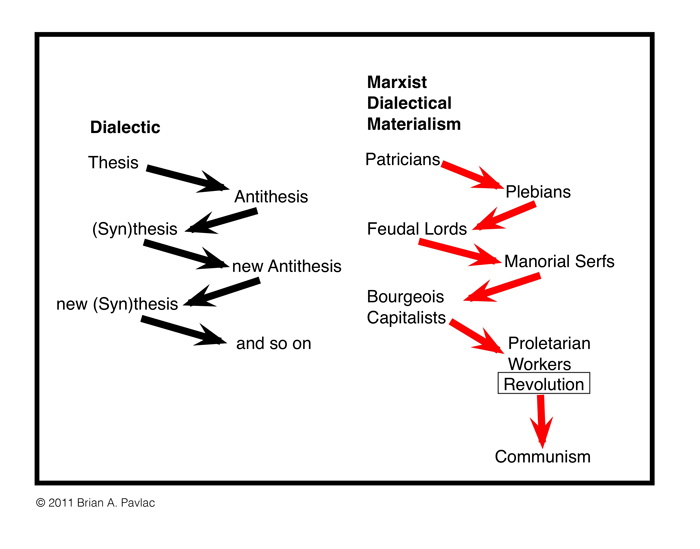 Dialectic
Thesis
Antithesis
(Syn)thesis
new Antithesis
new (Syn)thesis
and so on
Marxist
Dialectical
Materialism
Patricians
Plebians
Feudal Lords
Manorial Serfs
Bourgeois
Capitalists
Proletarian
Workers
Revolution
Communism
© 2011 Brian A. Pavlac